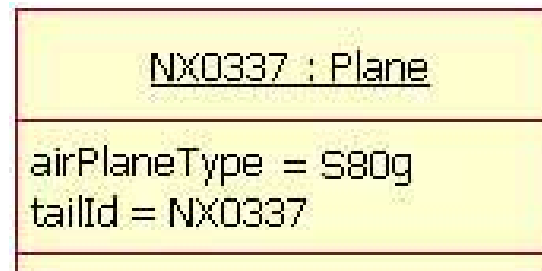 NX0337 : Plane
airPlaneType = S80g
tailId = NX0337